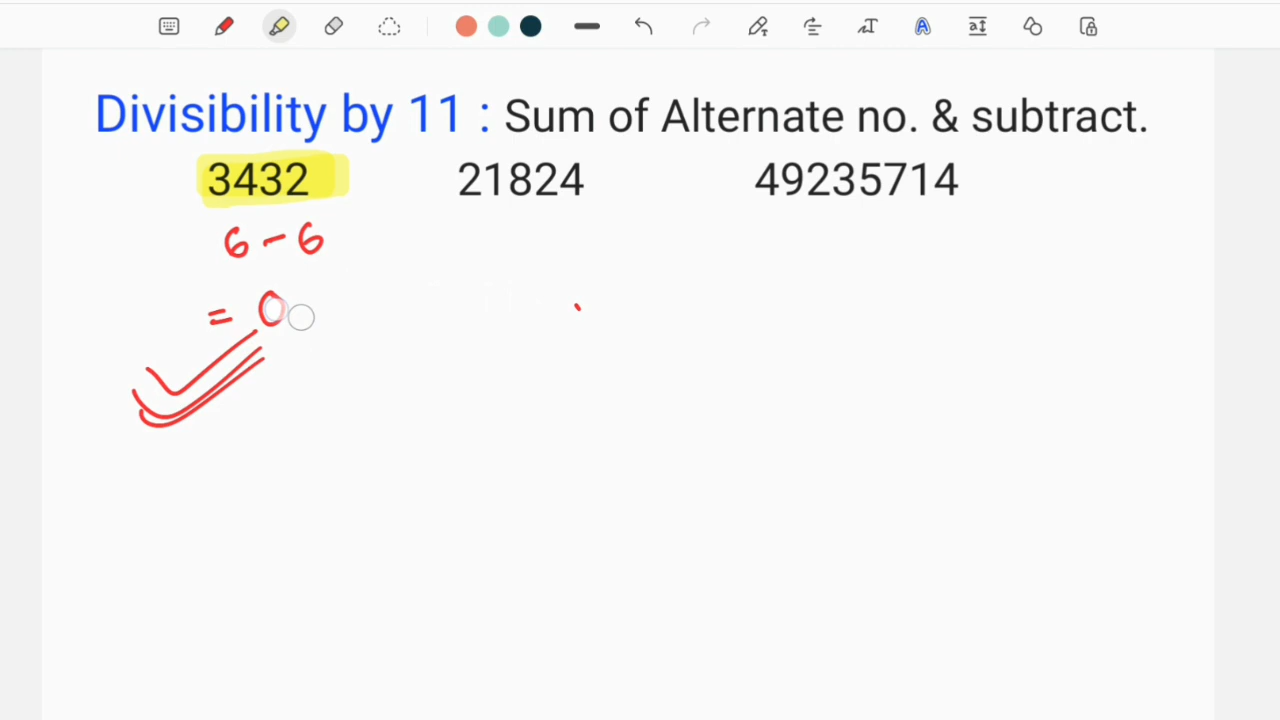 Divisibility by 11 : Sum of Alternate no. & subtract.
3432 21824 49235714
6 - 6
= 0